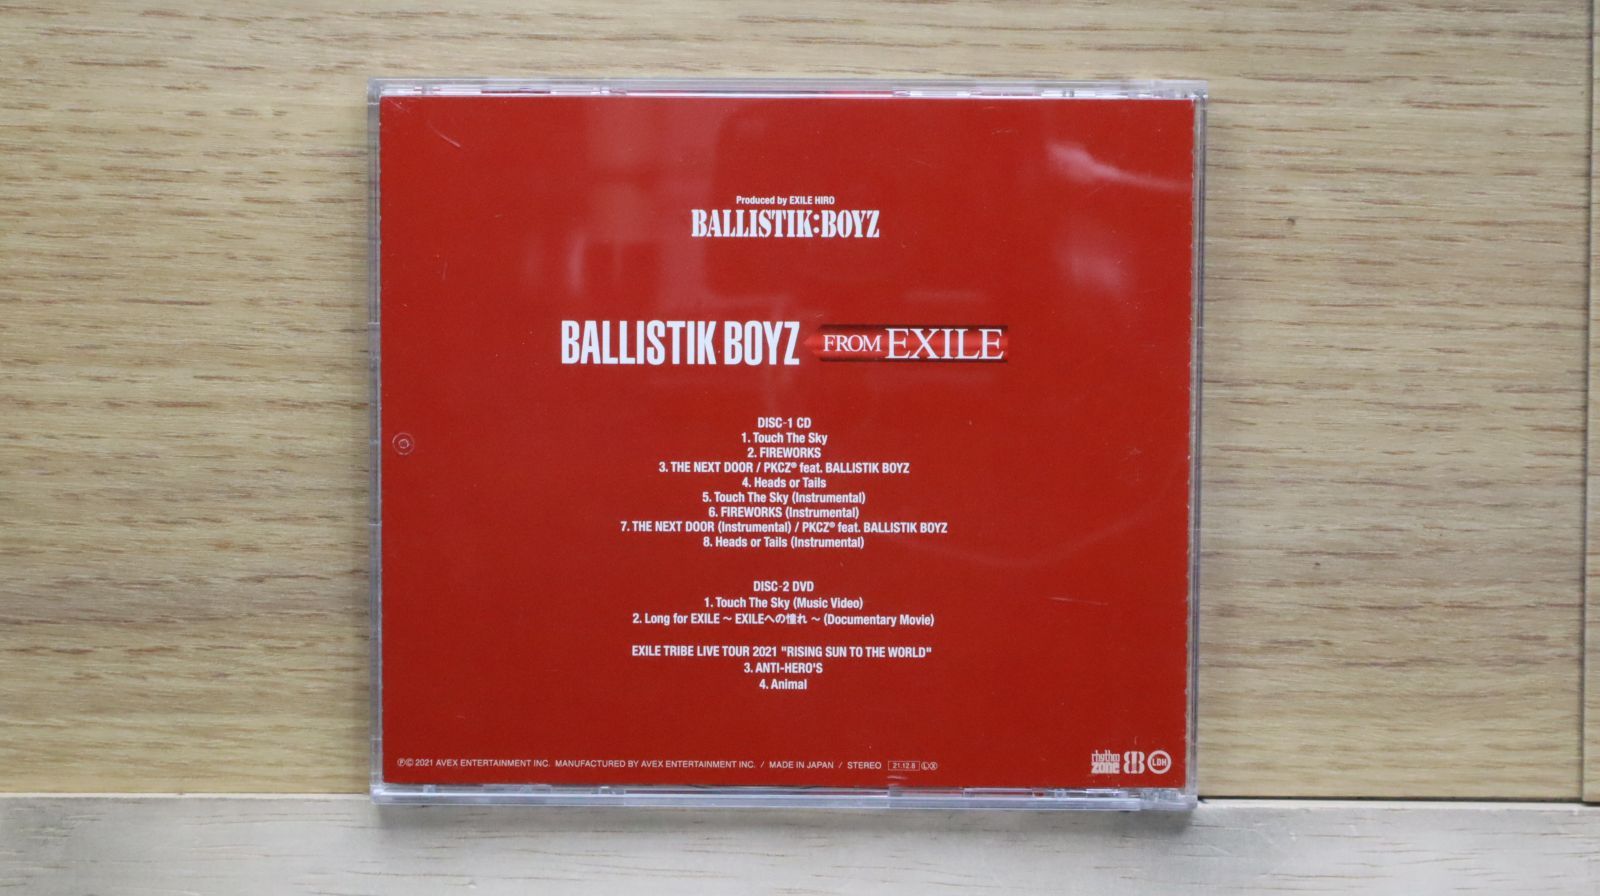 Produced by EXILE HIRO
BALLISTIK:BOYZ
BALLISTIK BOYZ FROM EXILE
DISC-1 CD
1. Touch The Sky
2. FIREWORKS
3. THE NEXT DOOR / PKCZ® feat. BALLISTIK BOYZ
4. Heads or Tails
5. Touch The Sky (Instrumental)
6. FIREWORKS (Instrumental)
7. THE NEXT DOOR (Instrumental) / PKCZ® feat. BALLISTIK BOYZ
8. Heads or Tails (Instrumental)
DISC-2 DVD
1. Touch The Sky (Music Video)
2. Long for EXILE ～ EXILEへの憧れ ～ (Documentary Movie)
EXILE TRIBE LIVE TOUR 2021 "RISING SUN TO THE WORLD"
3. ANTI-HERO'S
4. Animal
℗© 2021 AVEX ENTERTAINMENT INC. MANUFACTURED BY AVEX ENTERTAINMENT INC. / MADE IN JAPAN / STEREO 21.12.8 Ⓛ Ⓧ
rhythm zone BB LDH